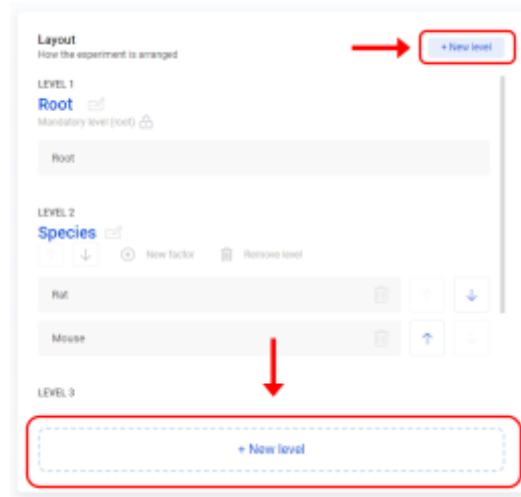 Layout
How the experiment is arranged
+ New level
LEVEL 1
Root
Mandatory level (root)
Root
LEVEL 2
Species
New factor
Remove level
Rat
Mouse
LEVEL 3
+ New level